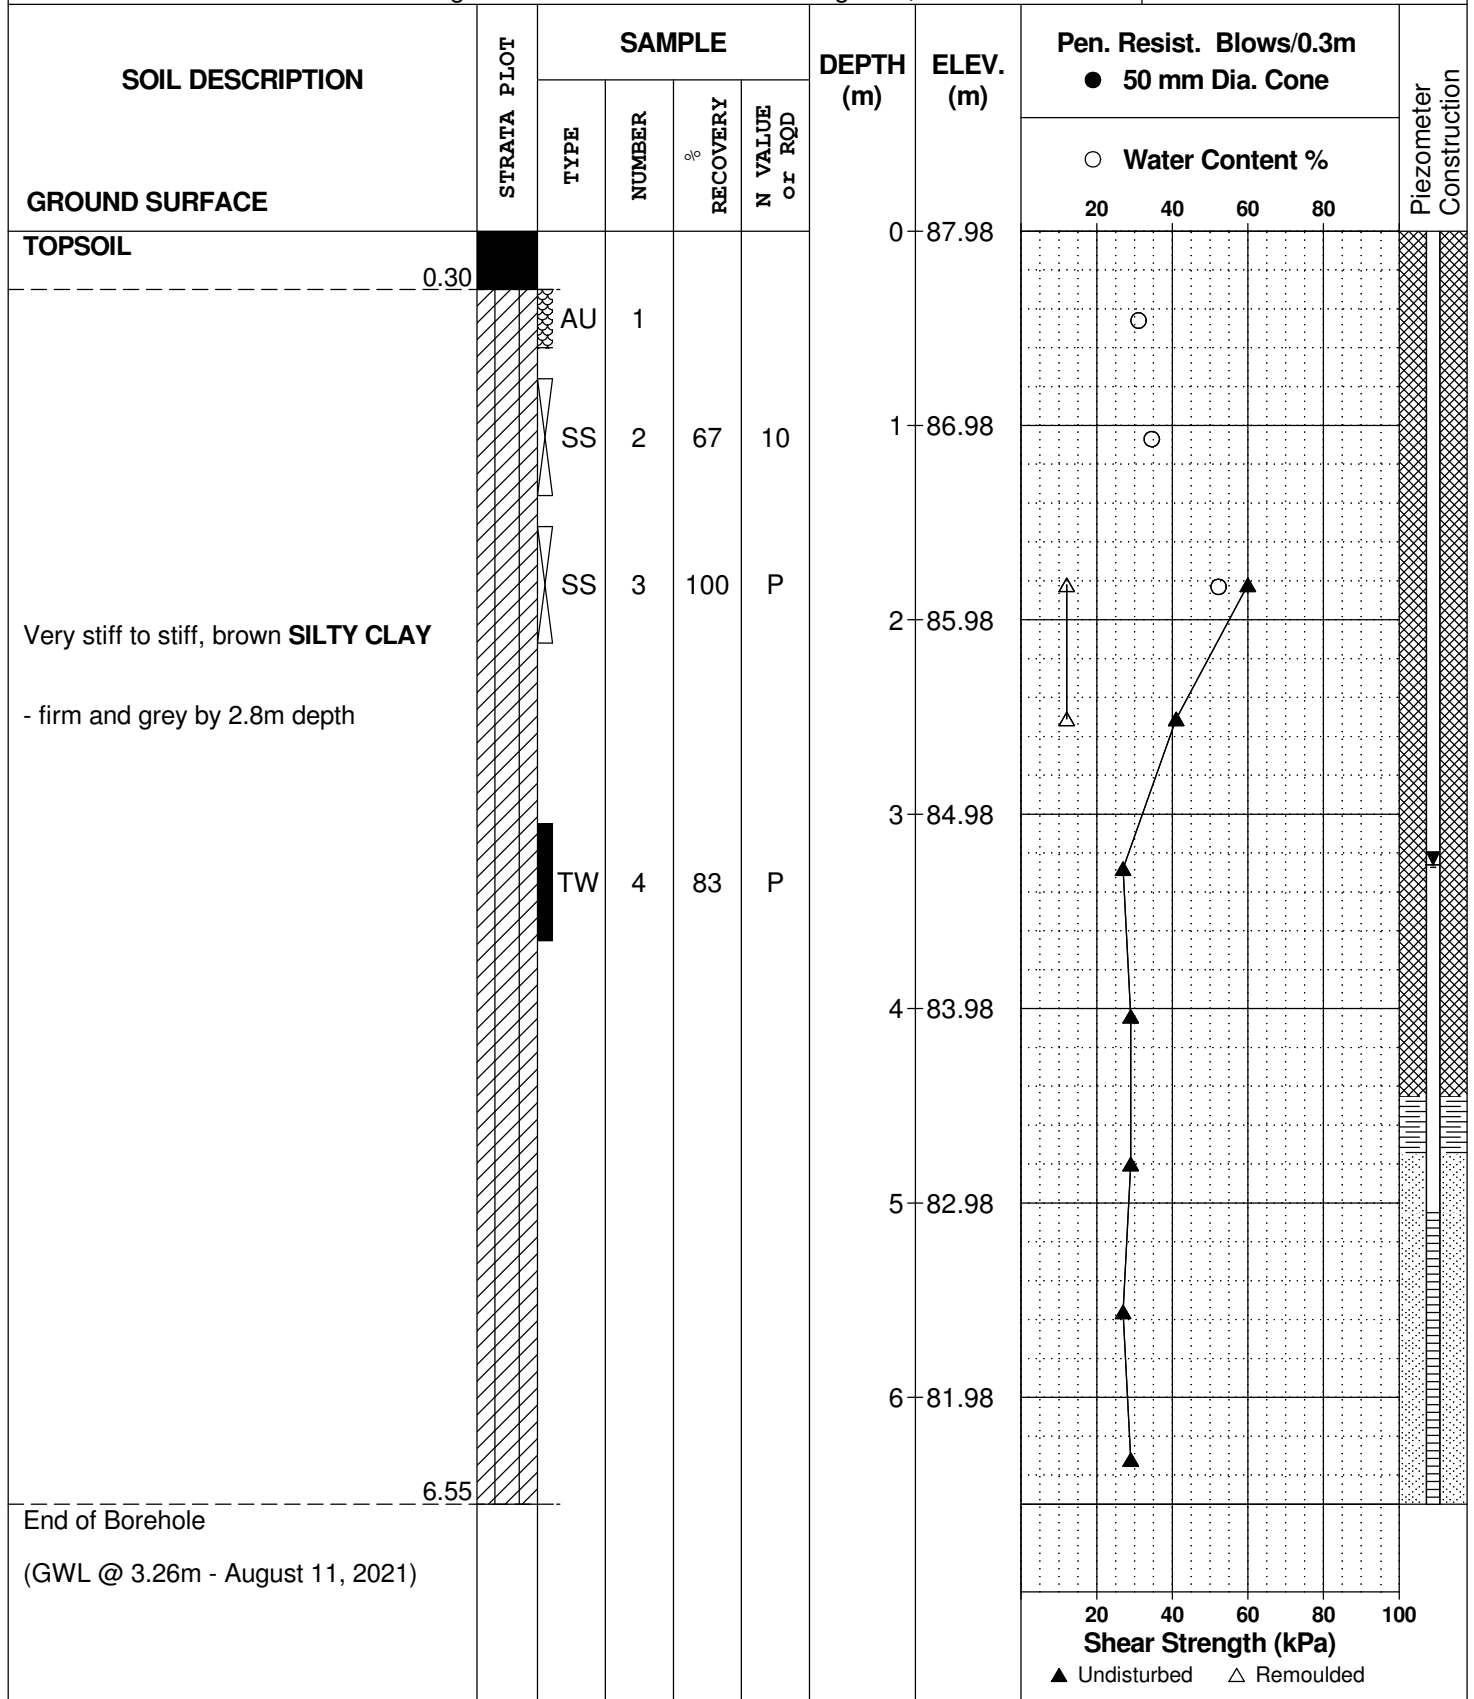 SOIL DESCRIPTION
GROUND SURFACE
STRATA PLOT
SAMPLE
TYPE
NUMBER
%
RECOVERY
N VALUE
or RQD
DEPTH
(m)
ELEV.
(m)
Pen. Resist. Blows/0.3m
● 50 mm Dia. Cone
○ Water Content %
20 40 60 80
Piezometer
Construction
TOPSOIL
0.30
0 87.98
AU 1
SS 2 67 10
1 86.98
SS 3 100 P
2 85.98
Very stiff to stiff, brown SILTY CLAY
- firm and grey by 2.8m depth
3 84.98
TW 4 83 P
4 83.98
5 82.98
6 81.98
6.55
End of Borehole
(GWL @ 3.26m - August 11, 2021)
20 40 60 80 100
Shear Strength (kPa)
▲ Undisturbed △ Remoulded